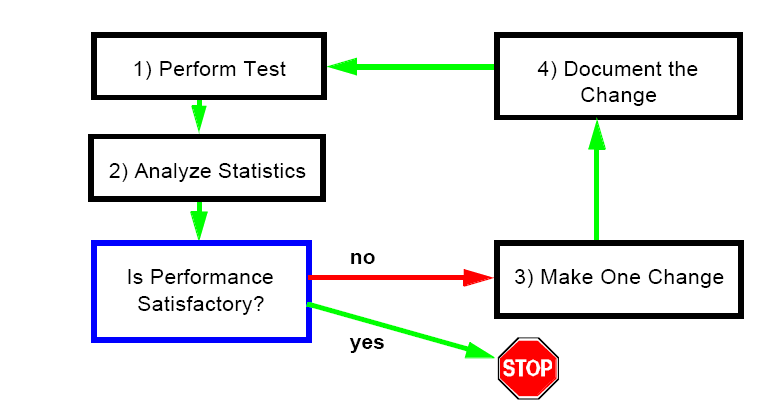 1) Perform Test
4) Document the
Change
2) Analyze Statistics
Is Performance
Satisfactory?
no
3) Make One Change
yes
STOP